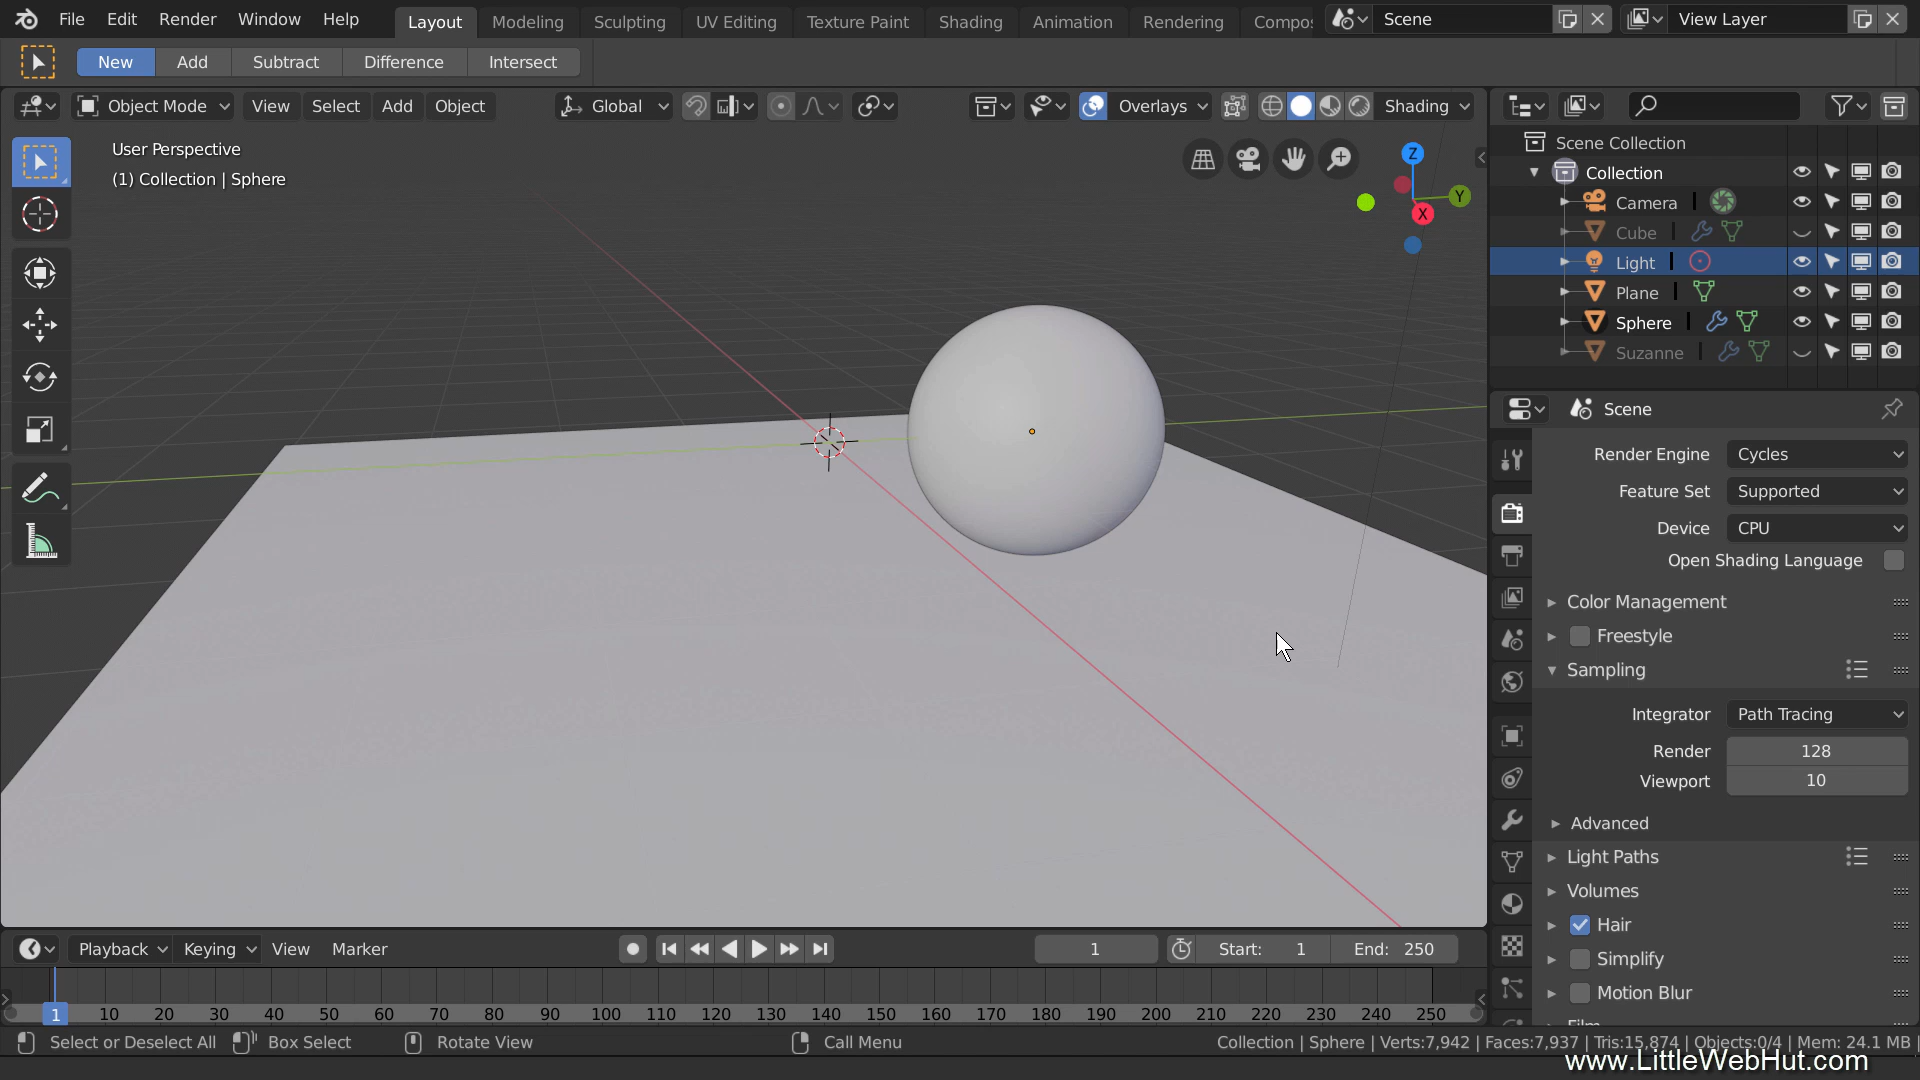 File Edit Render Window Help Layout Modeling Sculpting UV Editing Texture Paint Shading Animation Rendering Compos Scene View Layer
New Add Subtract Difference Intersect
Object Mode View Select Add Object Global Overlays Shading
User Perspective
(1) Collection | Sphere
Z
Y
X
Scene Collection
Collection
Camera
Cube
Light
Plane
Sphere
Suzanne
Scene
Render Engine Cycles
Feature Set Supported
Device CPU
Open Shading Language
Color Management
Freestyle
Sampling
Integrator Path Tracing
Render 128
Viewport 10
Advanced
Light Paths
Volumes
Hair
Simplify
Motion Blur
Film
Playback Keying View Marker 1 Start: 1 End: 250
1 10 20 30 40 50 60 70 80 90 100 110 120 130 140 150 160 170 180 190 200 210 220 230 240 250
Select or Deselect All Box Select Rotate View Call Menu Collection | Sphere | Verts:7,942 | Faces:7,937 | Tris:15,874 | Objects:0/4 | Mem: 24.1 MB |
www.LittleWebHut.com